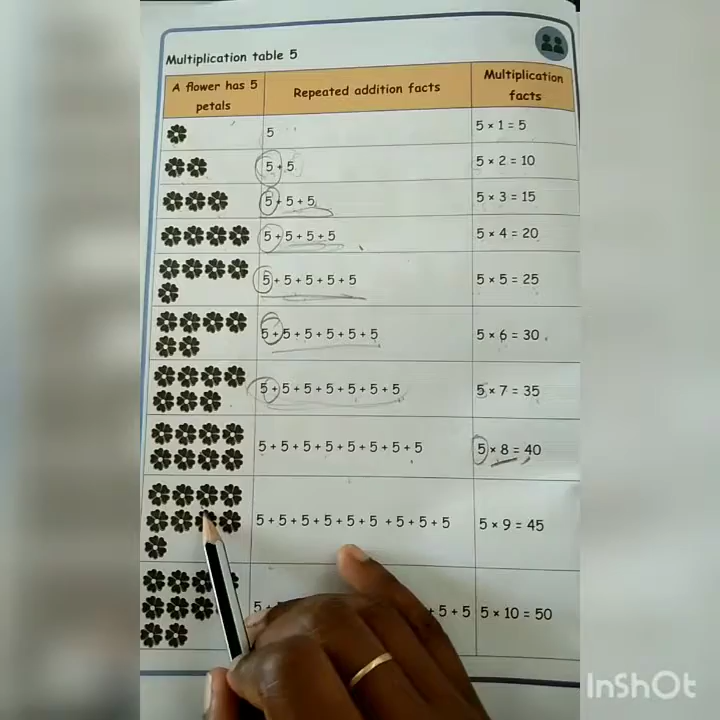 Multiplication table 5
A flower has 5 petals
Repeated addition facts
Multiplication facts
5
5 × 1 = 5
5 + 5
5 × 2 = 10
5 + 5 + 5
5 × 3 = 15
5 + 5 + 5 + 5
5 × 4 = 20
5 + 5 + 5 + 5 + 5
5 × 5 = 25
5 + 5 + 5 + 5 + 5 + 5
5 × 6 = 30
5 + 5 + 5 + 5 + 5 + 5 + 5
5 × 7 = 35
5 + 5 + 5 + 5 + 5 + 5 + 5 + 5
5 × 8 = 40
5 + 5 + 5 + 5 + 5 + 5 + 5 + 5 + 5
5 × 9 = 45
5 + + 5 + 5
5 × 10 = 50
InShOt